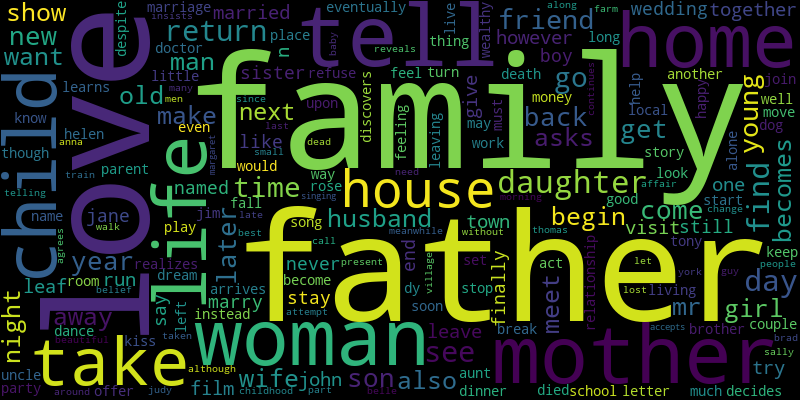 family
father
love
mother
home
tell
child
woman
take
life
house
daughter
husband
return
friend
show
new
want
man
married
marriage
insists
eventually
wedding
together
wealthy
however
thing
live
along
farm
doctor
place
n
reveals
boy
long
despite
baby
learns
little
many
men
sister
refuse
feel
turn
death
another
join
old
make
since
upon
next
discovers
go
money
continues
help
happy
well
move
know
helen
even
last
feeling
leaving
give
must
may
back
local
dog
though
anna
like
small
dead
work
asks
get
story
young
parent
would
margaret
way
need
alone
look
train
named
time
singing
morning
affair
good
one
find
becomes
telling
fall
rose
begin
come
start
name
jane
jim
late
song
town
visit
still
change
walk
play
later
best
call
without
thomas
agrees
year
realizes
meanwhile
end
never
present
finally
tony
let
keep
day
people
leaf
room
run
dream
arrives
become
set
act
york
guy
belief
say
marry
stay
dy
stop
village
meet
relationship
lost
living
mr
girl
night
away
left
instead
soon
couple
dance
attempt
kiss
taken
leave
break
brother
accepts
brad
beautiful
see
sally
uncle
although
wife
john
son
also
aunt
try
party
around
offer
judy
film
childhood
part
belle
dinner
died
school
letter
much
decides